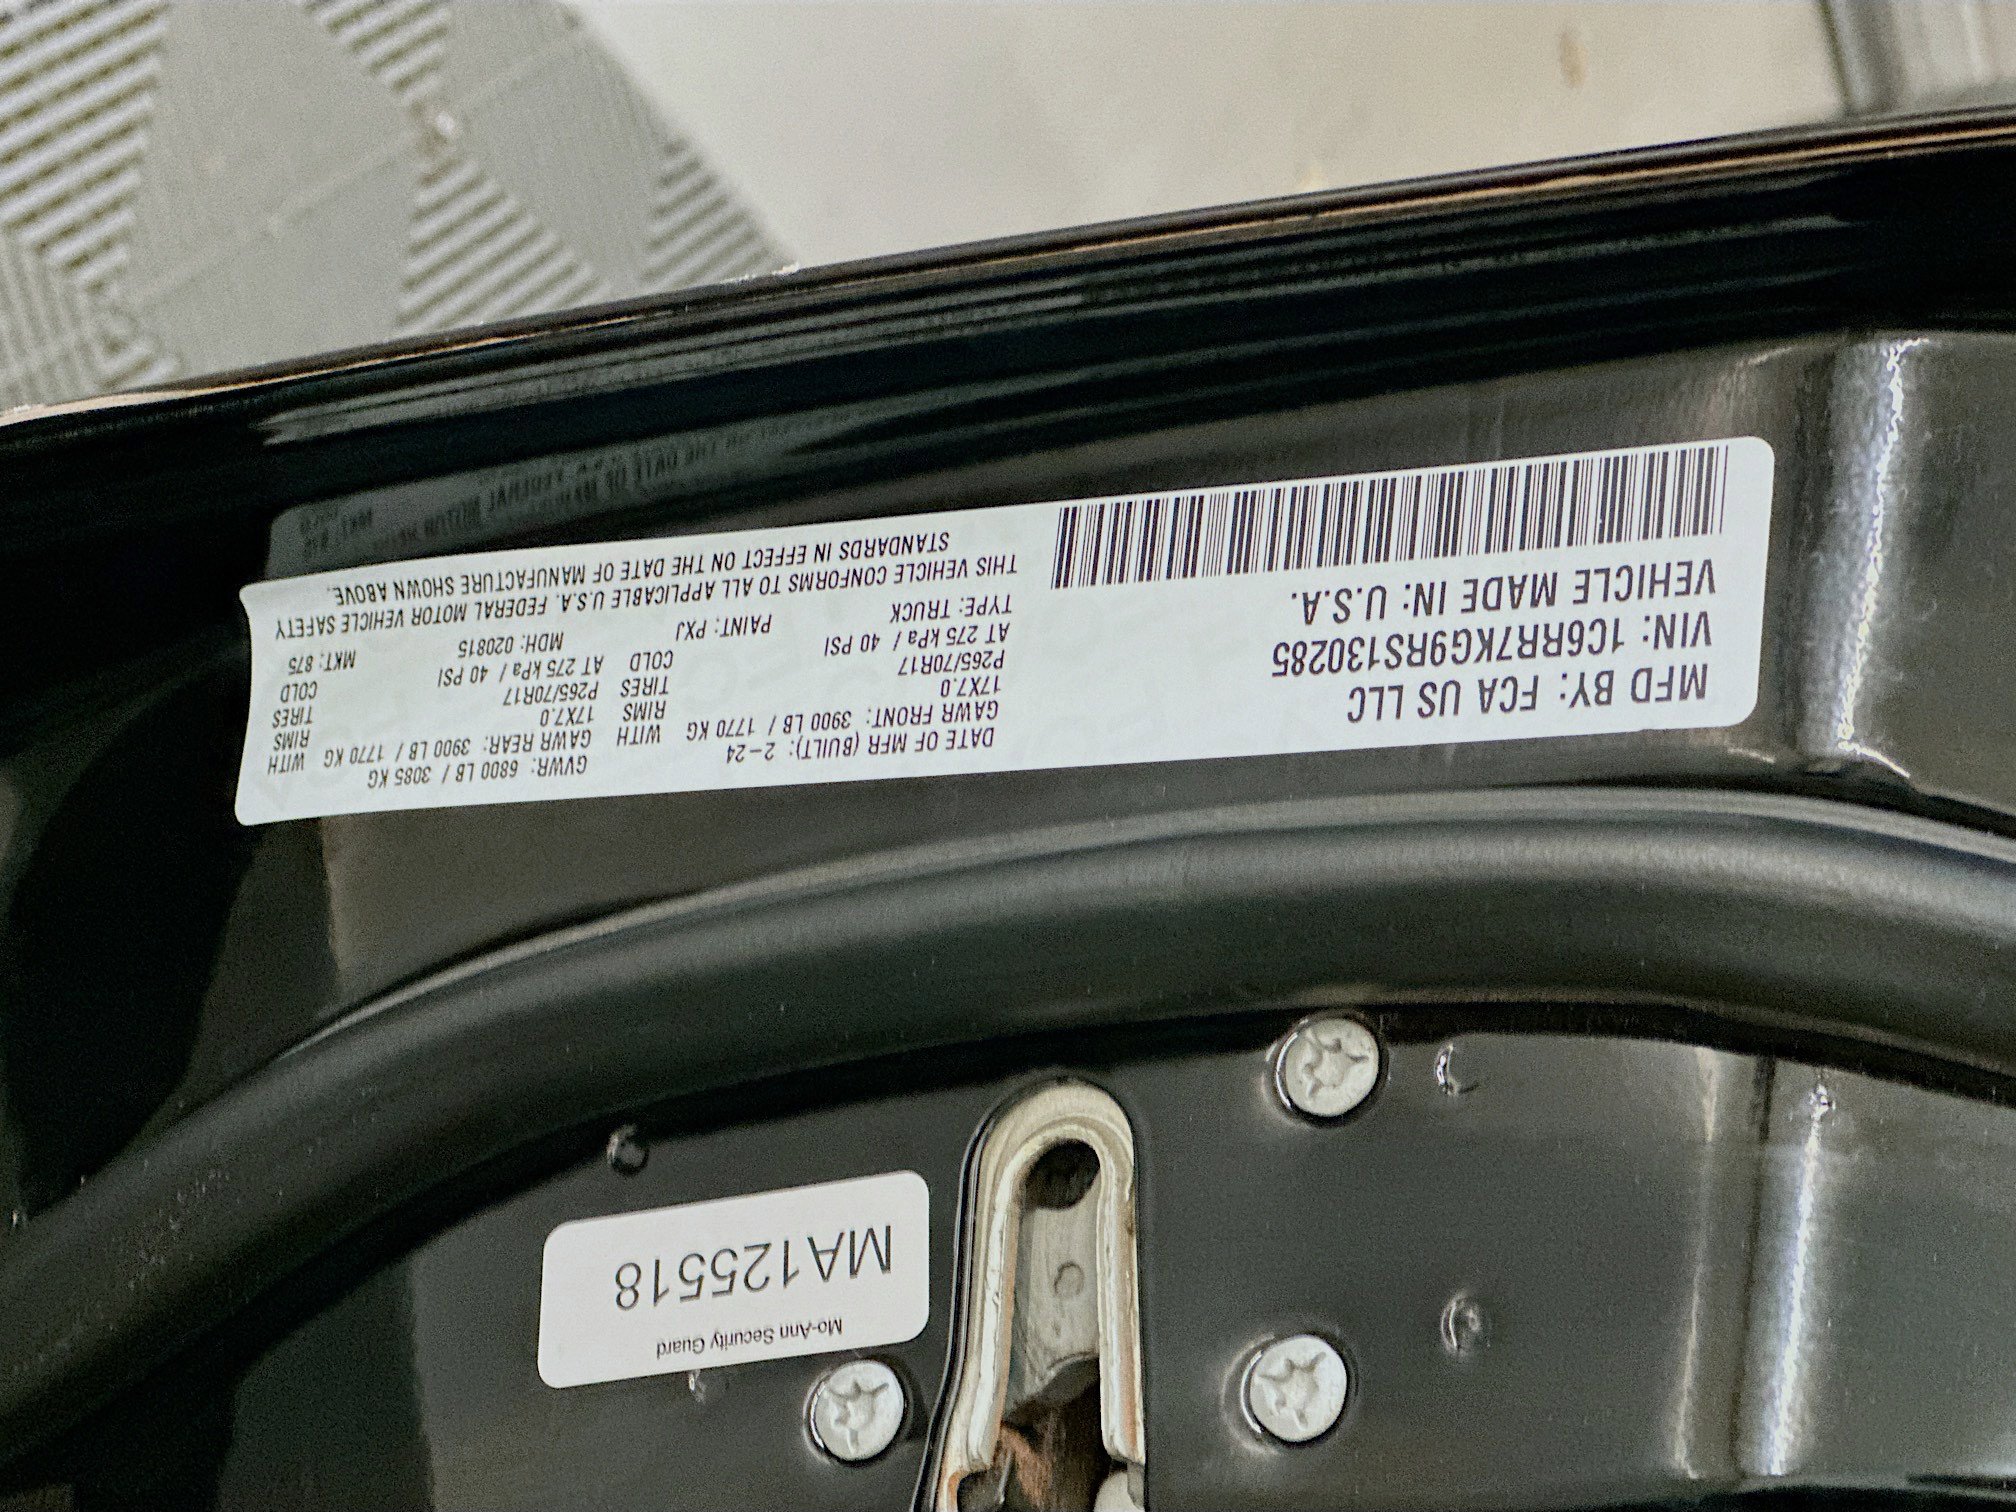 MFD BY: FCA US LLC
VIN: 1C6RR7KG9RS130285
VEHICLE MADE IN: U.S.A.
DATE OF MFR (BUILT): 2-24
GVWR: 6800 LB / 3085 KG
GAWR FRONT: 3900 LB / 1770 KG WITH
17X7.0 RIMS
P265/70R17 TIRES
AT 275 kPa / 40 PSI COLD
GAWR REAR: 3900 LB / 1770 KG WITH
17X7.0 RIMS
P265/70R17 TIRES
AT 275 kPa / 40 PSI COLD
TYPE: TRUCK PAINT: PXJ MDH: 020815 MKT: 875
THIS VEHICLE CONFORMS TO ALL APPLICABLE U.S.A. FEDERAL MOTOR VEHICLE SAFETY
STANDARDS IN EFFECT ON THE DATE OF MANUFACTURE SHOWN ABOVE.
Mo-Ann Security Guard
MA125518